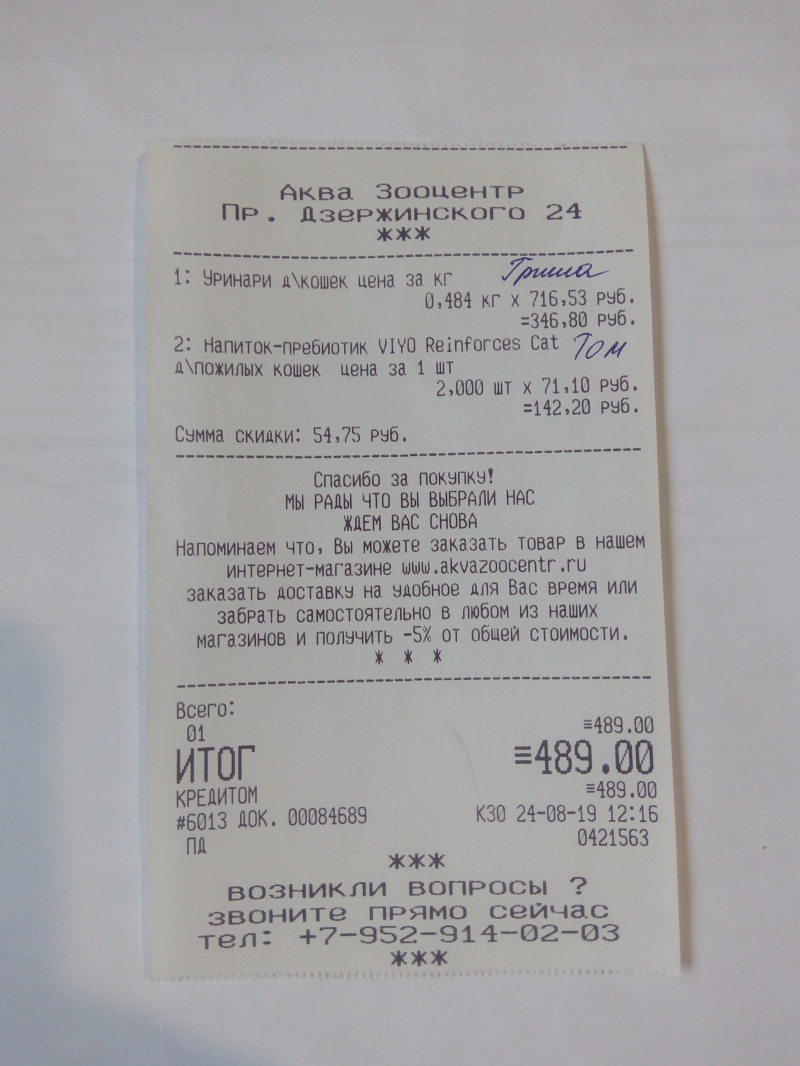 Аква Зооцентр
Пр. Дзержинского 24
***
1: Уринари д\кошек цена за кг Гриша
0,484 кг X 716,53 руб.
=346,80 руб.
2: Напиток-пребиотик VIYO Reinforces Cat Том
д\пожилых кошек цена за 1 шт
2,000 шт X 71,10 руб.
=142,20 руб.
Сумма скидки: 54,75 руб.
Спасибо за покупку!
МЫ РАДЫ ЧТО ВЫ ВЫБРАЛИ НАС
ЖДЕМ ВАС СНОВА
Напоминаем что, Вы можете заказать товар в нашем
интернет-магазине www.akvazoocentr.ru
заказать доставку на удобное для Вас время или
забрать самостоятельно в любом из наших
магазинов и получить -5% от общей стоимости.
* * *
Всего:
01 ≡489.00
ИТОГ ≡489.00
КРЕДИТОМ ≡489.00
#6013 ДОК. 00084689 К30 24-08-19 12:16
ПД 0421563
***
ВОЗНИКЛИ ВОПРОСЫ ?
ЗВОНИТЕ ПРЯМО СЕЙЧАС
тел: +7-952-914-02-03
***